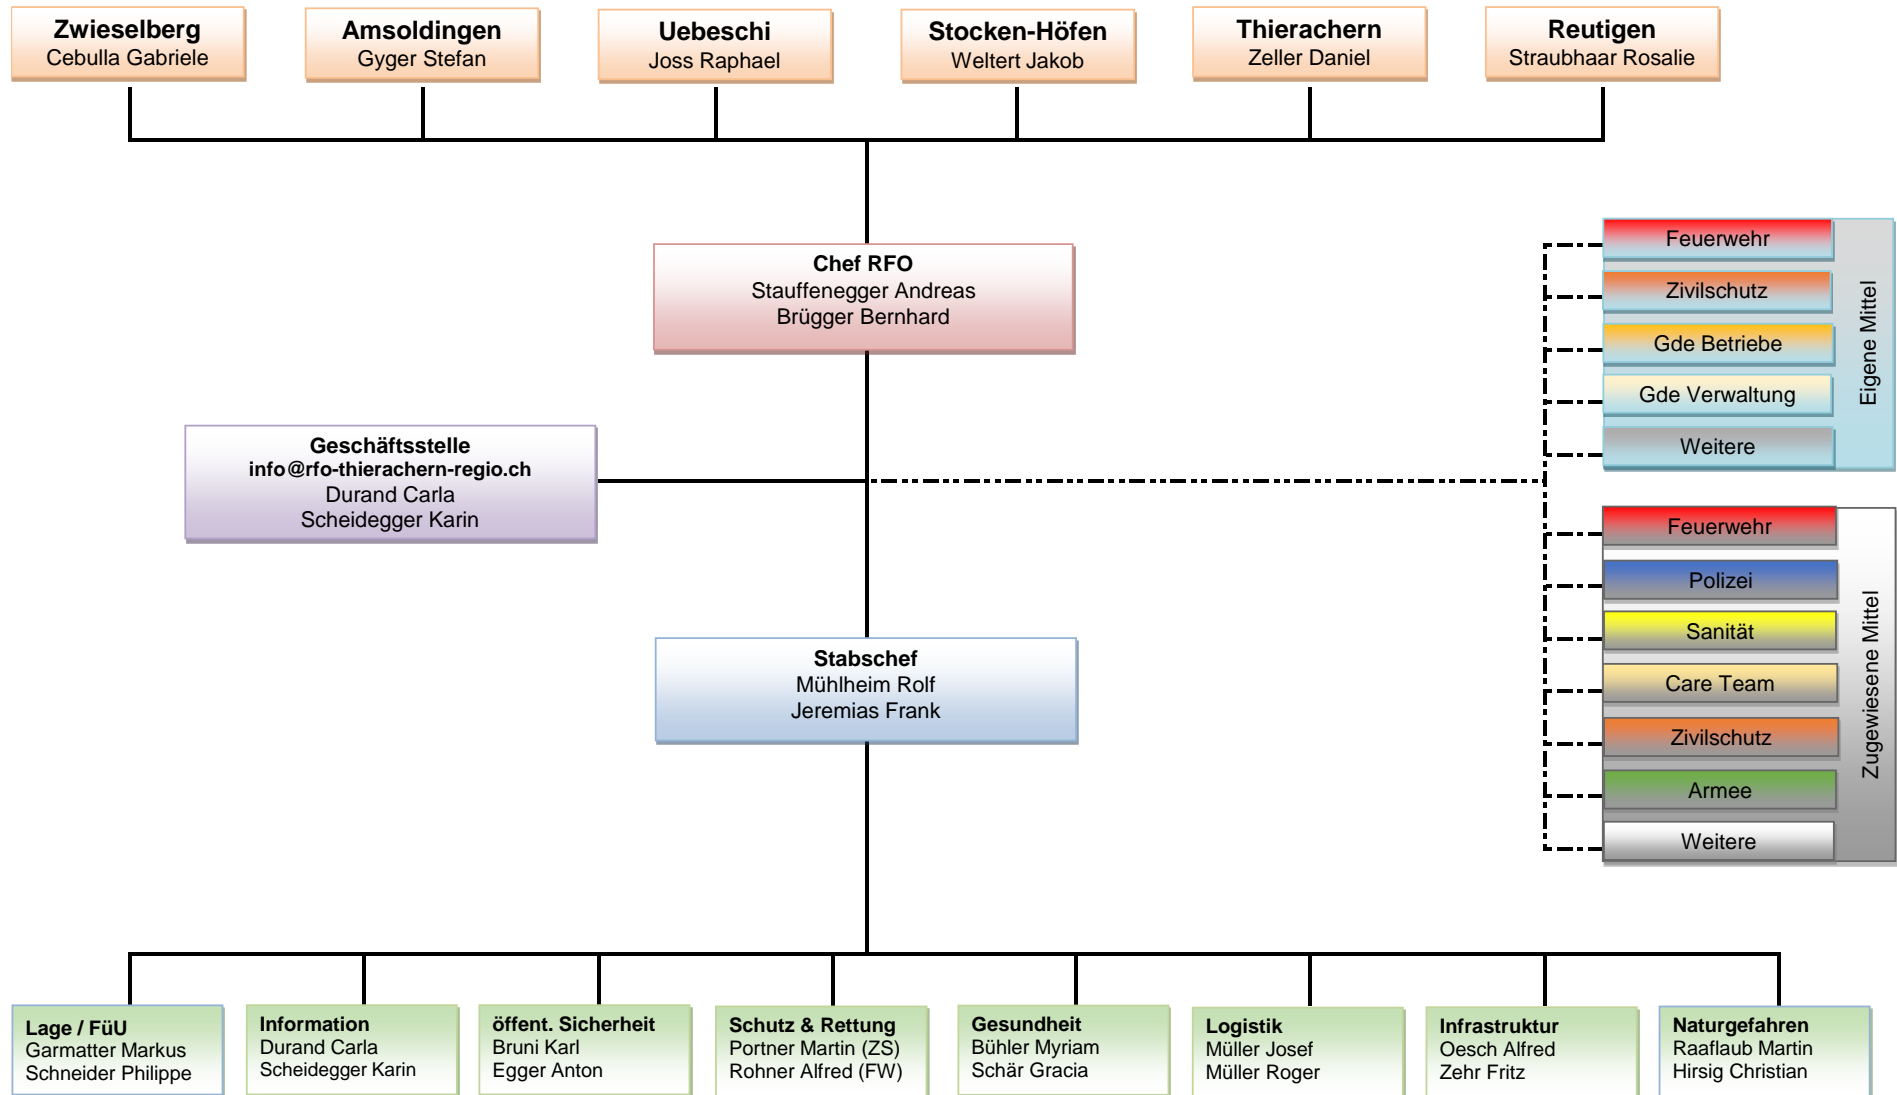 Zwieselberg
Cebulla Gabriele
Amsoldingen
Gyger Stefan
Uebeschi
Joss Raphael
Stocken-Höfen
Weltert Jakob
Thierachern
Zeller Daniel
Reutigen
Straubhaar Rosalie
Chef RFO
Stauffenegger Andreas
Brügger Bernhard
Geschäftsstelle
info@rfo-thierachern-regio.ch
Durand Carla
Scheidegger Karin
Feuerwehr
Zivilschutz
Gde Betriebe
Gde Verwaltung
Weitere
Eigene Mittel
Feuerwehr
Polizei
Sanität
Care Team
Zivilschutz
Armee
Weitere
Zugewiesene Mittel
Stabschef
Mühlheim Rolf
Jeremias Frank
Lage / FüU
Garmatter Markus
Schneider Philippe
Information
Durand Carla
Scheidegger Karin
öffent. Sicherheit
Bruni Karl
Egger Anton
Schutz & Rettung
Portner Martin (ZS)
Rohner Alfred (FW)
Gesundheit
Bühler Myriam
Schär Gracia
Logistik
Müller Josef
Müller Roger
Infrastruktur
Oesch Alfred
Zehr Fritz
Naturgefahren
Raaflaub Martin
Hirsig Christian